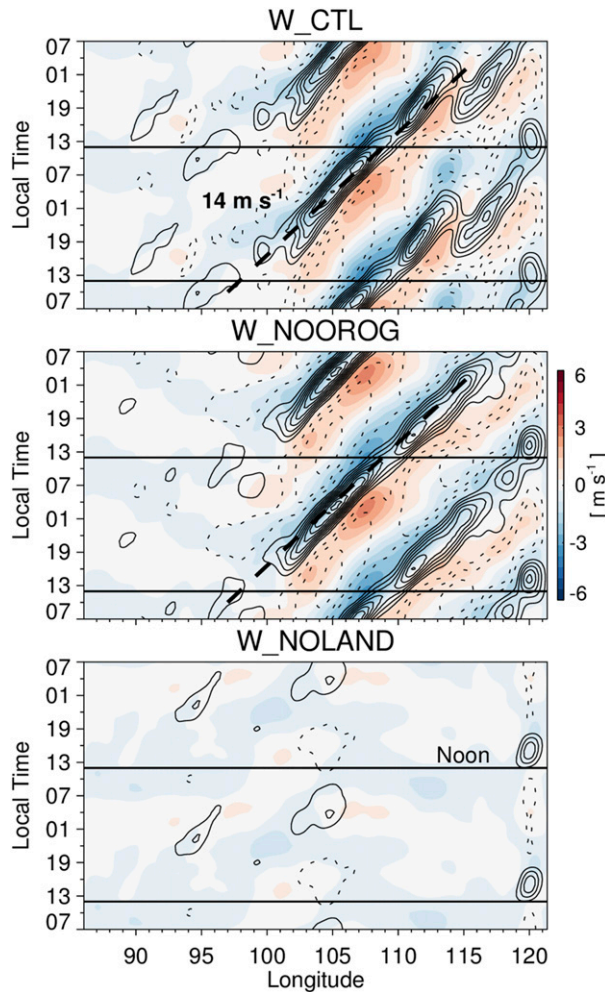 W_CTL
07
01
19
13
07
01
19
13
07
Local Time
14 m s⁻¹
W_NOOROG
07
01
19
13
07
01
19
13
07
Local Time
6
3
0
-3
-6
[ m s⁻¹ ]
W_NOLAND
07
01
19
13
07
01
19
13
07
Local Time
Noon
90 95 100 105 110 115 120
Longitude